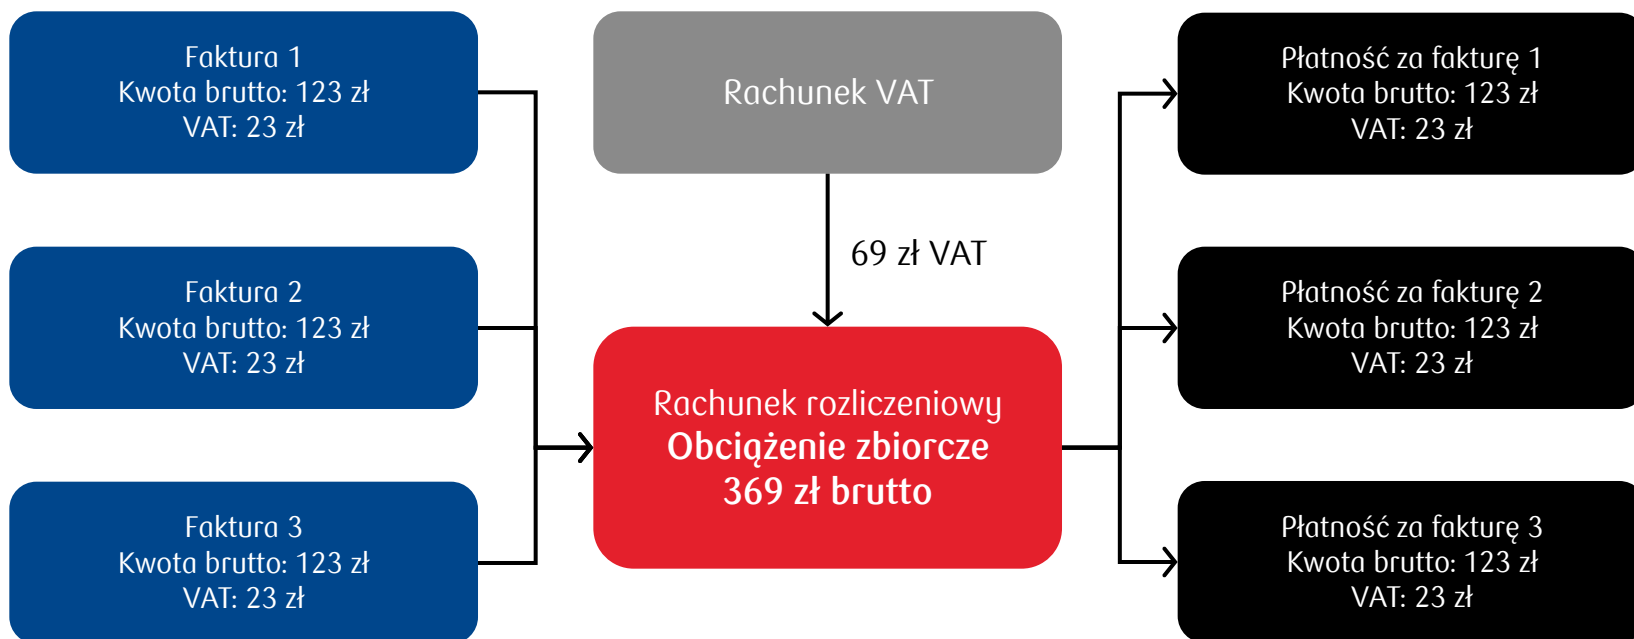 Faktura 1
Kwota brutto: 123 zł
VAT: 23 zł
Faktura 2
Kwota brutto: 123 zł
VAT: 23 zł
Faktura 3
Kwota brutto: 123 zł
VAT: 23 zł
Rachunek VAT
69 zł VAT
Rachunek rozliczeniowy
Obciążenie zbiorcze
369 zł brutto
Płatność za fakturę 1
Kwota brutto: 123 zł
VAT: 23 zł
Płatność za fakturę 2
Kwota brutto: 123 zł
VAT: 23 zł
Płatność za fakturę 3
Kwota brutto: 123 zł
VAT: 23 zł